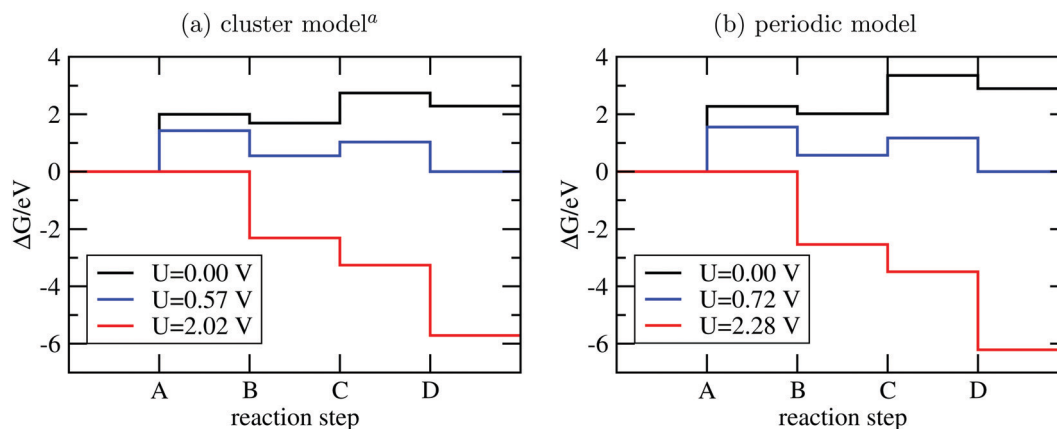 (a) cluster modelᵃ
4
2
0
-2
-4
-6
ΔG/eV
U=0.00 V
U=0.57 V
U=2.02 V
A B C D
reaction step
(b) periodic model
4
2
0
-2
-4
-6
ΔG/eV
U=0.00 V
U=0.72 V
U=2.28 V
A B C D
reaction step